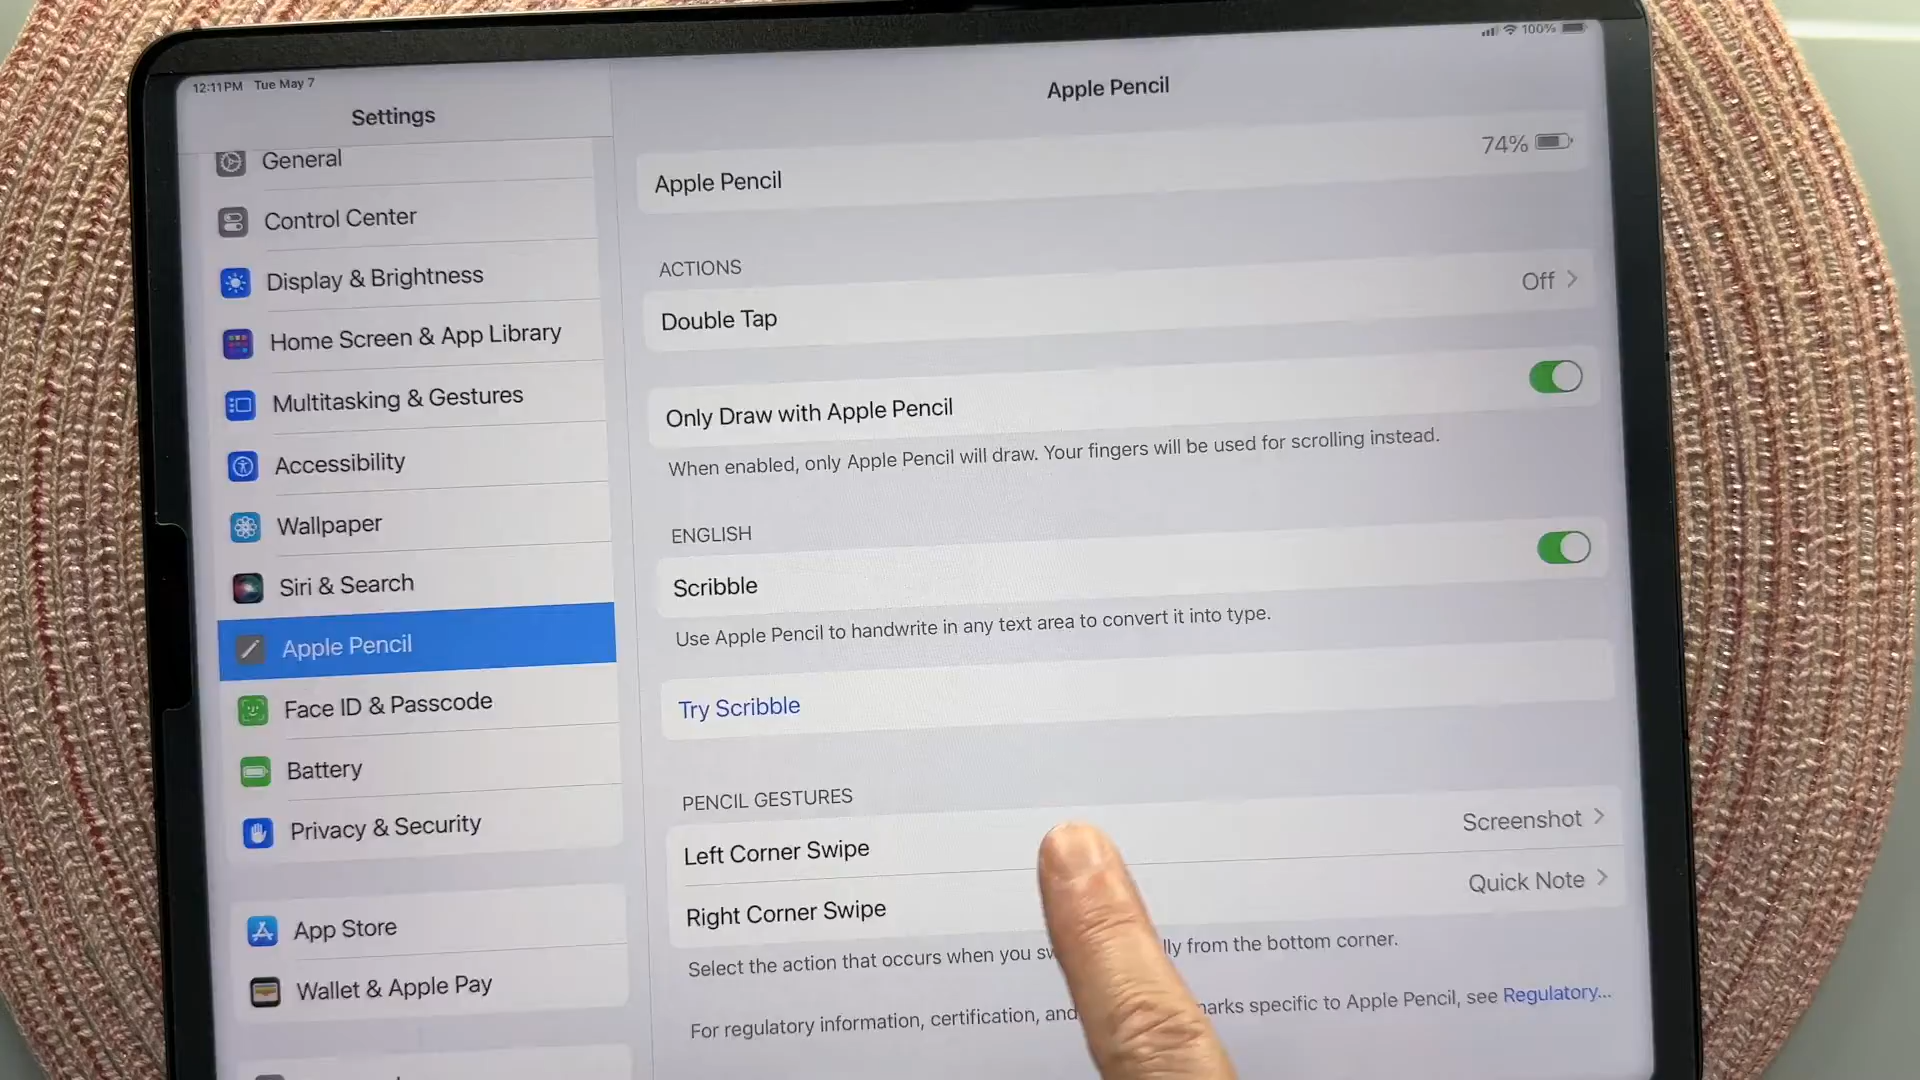 12:11PM Tue May 7
100%
Settings
General
Control Center
Display & Brightness
Home Screen & App Library
Multitasking & Gestures
Accessibility
Wallpaper
Siri & Search
Apple Pencil
Face ID & Passcode
Battery
Privacy & Security
App Store
Wallet & Apple Pay
Apple Pencil
Apple Pencil 74%
ACTIONS
Double Tap Off
Only Draw with Apple Pencil
When enabled, only Apple Pencil will draw. Your fingers will be used for scrolling instead.
ENGLISH
Scribble
Use Apple Pencil to handwrite in any text area to convert it into type.
Try Scribble
PENCIL GESTURES
Left Corner Swipe Screenshot
Right Corner Swipe Quick Note
Select the action that occurs when you from the bottom corner.
For regulatory information, certification, and specific to Apple Pencil, see Regulatory...